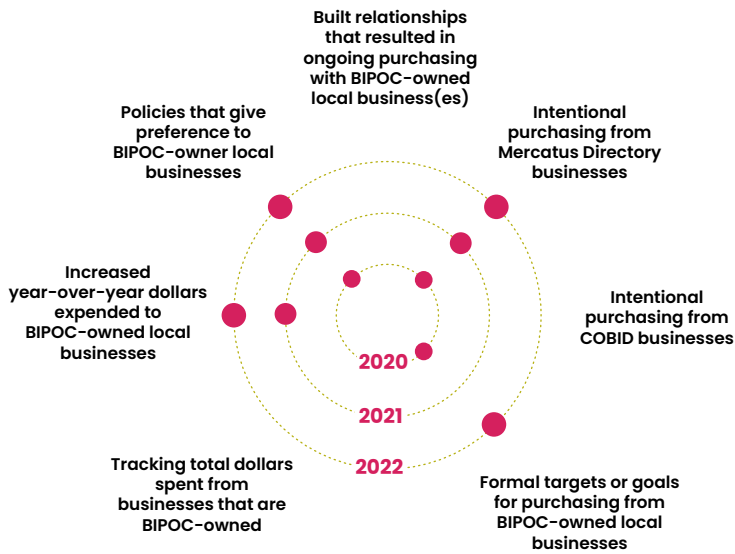 Built relationships
that resulted in
ongoing purchasing
with BIPOC-owned
local business(es)
Policies that give
preference to
BIPOC-owner local
businesses
Intentional
purchasing from
Mercatus Directory
businesses
Increased
year-over-year dollars
expended to
BIPOC-owned local
businesses
Intentional
purchasing from
COBID businesses
2020
2021
2022
Tracking total dollars
spent from
businesses that are
BIPOC-owned
Formal targets or goals
for purchasing from
BIPOC-owned local
businesses